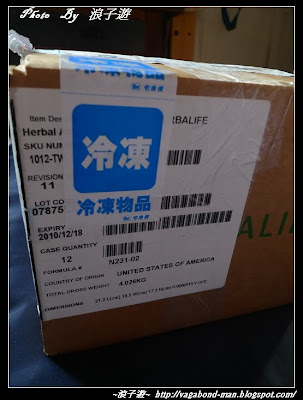 Photo By 浪子遊
Item Des
HERBALIFE
Herbal A
SKU NUM
1012-TW
REVISION
11
LOT CO
07875
EXPIRY
2010/12/18
CASE QUANTITY
12
FORMULA # N231-02
COUNTRY OF ORIGIN UNITED STATES OF AMERICA
TOTAL GROSS WEIGHT 4.026KG
DIMENSIONS
冷凍
冷凍物品
ALI
~浪子遊~ ~http://vagabond-man.blogspot.com~